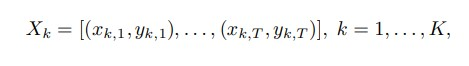 X_k = [(x_{k,1}, y_{k,1}), . . . , (x_{k,T}, y_{k,T})], k = 1, . . . , K,